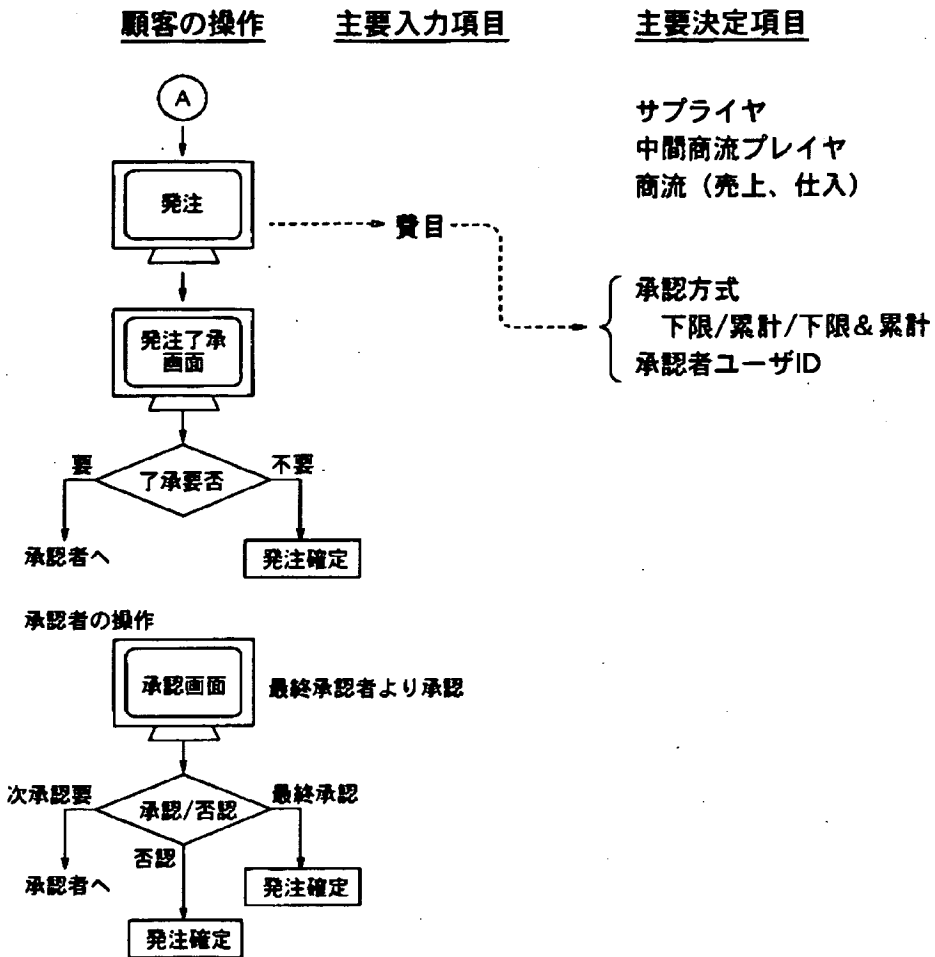 顧客の操作 主要入力項目 主要決定項目
A
サプライヤ
中間商流プレイヤ
商流（売上、仕入）
発注
費目
承認方式
下限/累計/下限＆累計
承認者ユーザID
発注了承
画面
要 不要
了承要否
承認者へ 発注確定
承認者の操作
承認画面 最終承認者より承認
次承認要 最終承認
承認/否認
否認
承認者へ 発注確定
発注確定